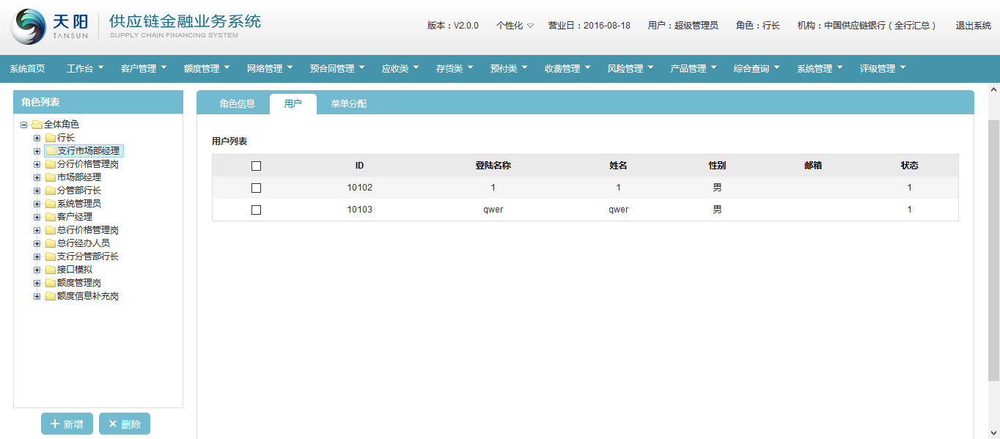 天阳 供应链金融业务系统
TANSUN SUPPLY CHAIN FINANCING SYSTEM
版本：V2.0.0 个性化 营业日：2016-08-18 用户：超级管理员 角色：行长 机构：中国供应链银行（全行汇总） 退出系统
系统首页 工作台 客户管理 额度管理 网络管理 预合同管理 应收类 存货类 预付类 收费管理 风险管理 产品管理 综合查询 系统管理 评级管理
角色列表
全体角色
行长
支行市场部经理
分行价格管理岗
市场部经理
分管部行长
系统管理员
客户经理
总行价格管理岗
总行经办人员
支行分管部行长
接口模拟
额度管理岗
额度信息补充岗
新增 删除
角色信息 用户 菜单分配
用户列表
ID 登陆名称 姓名 性别 邮箱 状态
10102 1 1 男 1
10103 qwer qwer 男 1